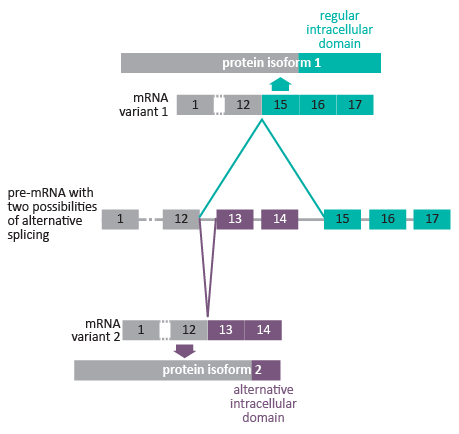 regular
intracellular
domain
protein isoform 1
mRNA
variant 1
1 12 15 16 17
pre-mRNA with
two possibilities
of alternative
splicing
1 12 13 14 15 16 17
mRNA
variant 2
1 12 13 14
protein isoform 2
alternative
intracellular
domain